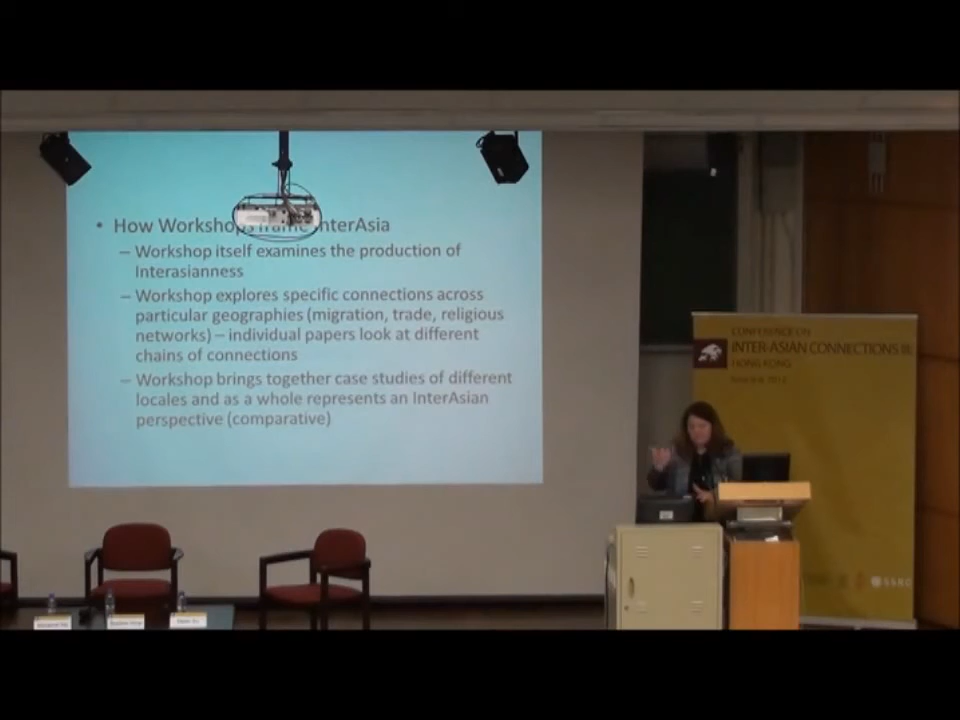 • How Workshops frame InterAsia
– Workshop itself examines the production of
Interasianness
– Workshop explores specific connections across
particular geographies (migration, trade, religious
networks) – individual papers look at different
chains of connections
– Workshop brings together case studies of different
locales and as a whole represents an InterAsian
perspective (comparative)
CONFERENCE ON
INTER-ASIAN CONNECTIONS III:
HONG KONG
SSRC